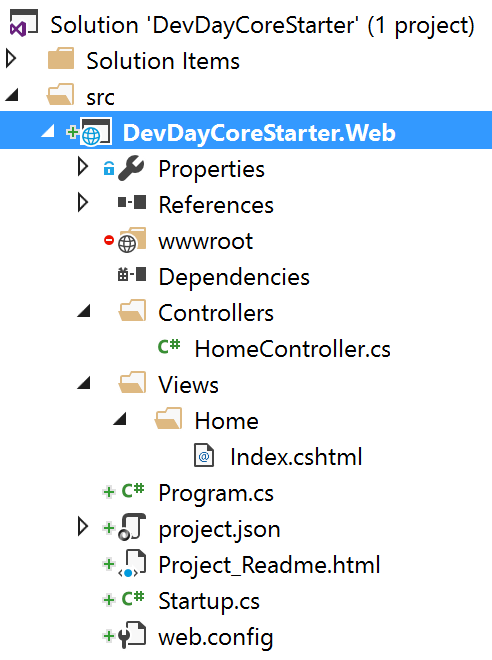 Solution 'DevDayCoreStarter' (1 project)
Solution Items
src
DevDayCoreStarter.Web
Properties
References
wwwroot
Dependencies
Controllers
C# HomeController.cs
Views
Home
Index.cshtml
C# Program.cs
project.json
Project_Readme.html
C# Startup.cs
web.config